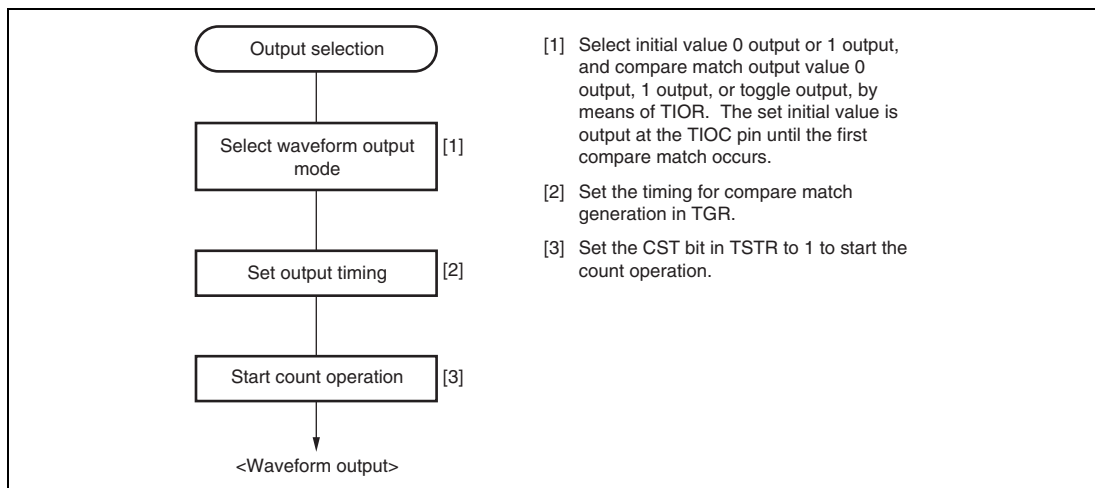 Output selection
Select waveform output
mode
[1]
Set output timing
[2]
Start count operation
[3]
<Waveform output>
[1] Select initial value 0 output or 1 output,
and compare match output value 0
output, 1 output, or toggle output, by
means of TIOR. The set initial value is
output at the TIOC pin until the first
compare match occurs.
[2] Set the timing for compare match
generation in TGR.
[3] Set the CST bit in TSTR to 1 to start the
count operation.